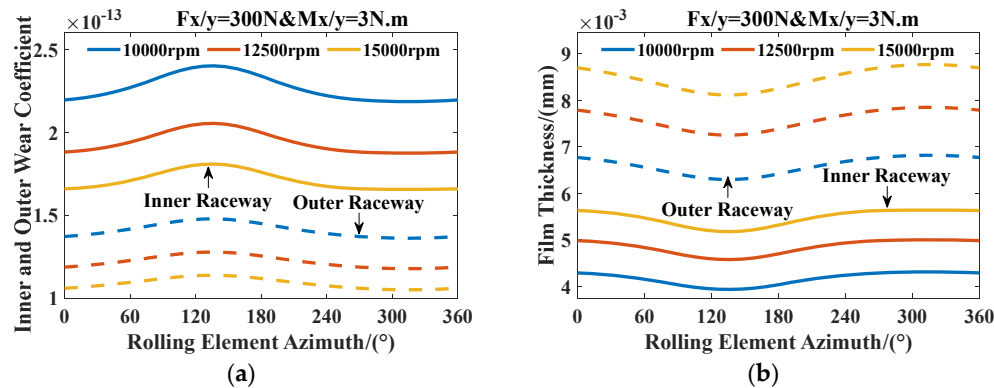 Fx/y=300N&Mx/y=3N.m
×10⁻¹³
10000rpm 12500rpm 15000rpm
Inner and Outer Wear Coefficient
2.5
2
1.5
1
Inner Raceway
Outer Raceway
0 60 120 180 240 300 360
Rolling Element Azimuth/(°)
(a)
Fx/y=300N&Mx/y=3N.m
×10⁻³
10000rpm 12500rpm 15000rpm
Film Thickness/(mm)
9
8
7
6
5
4
Inner Raceway
Outer Raceway
0 60 120 180 240 300 360
Rolling Element Azimuth/(°)
(b)